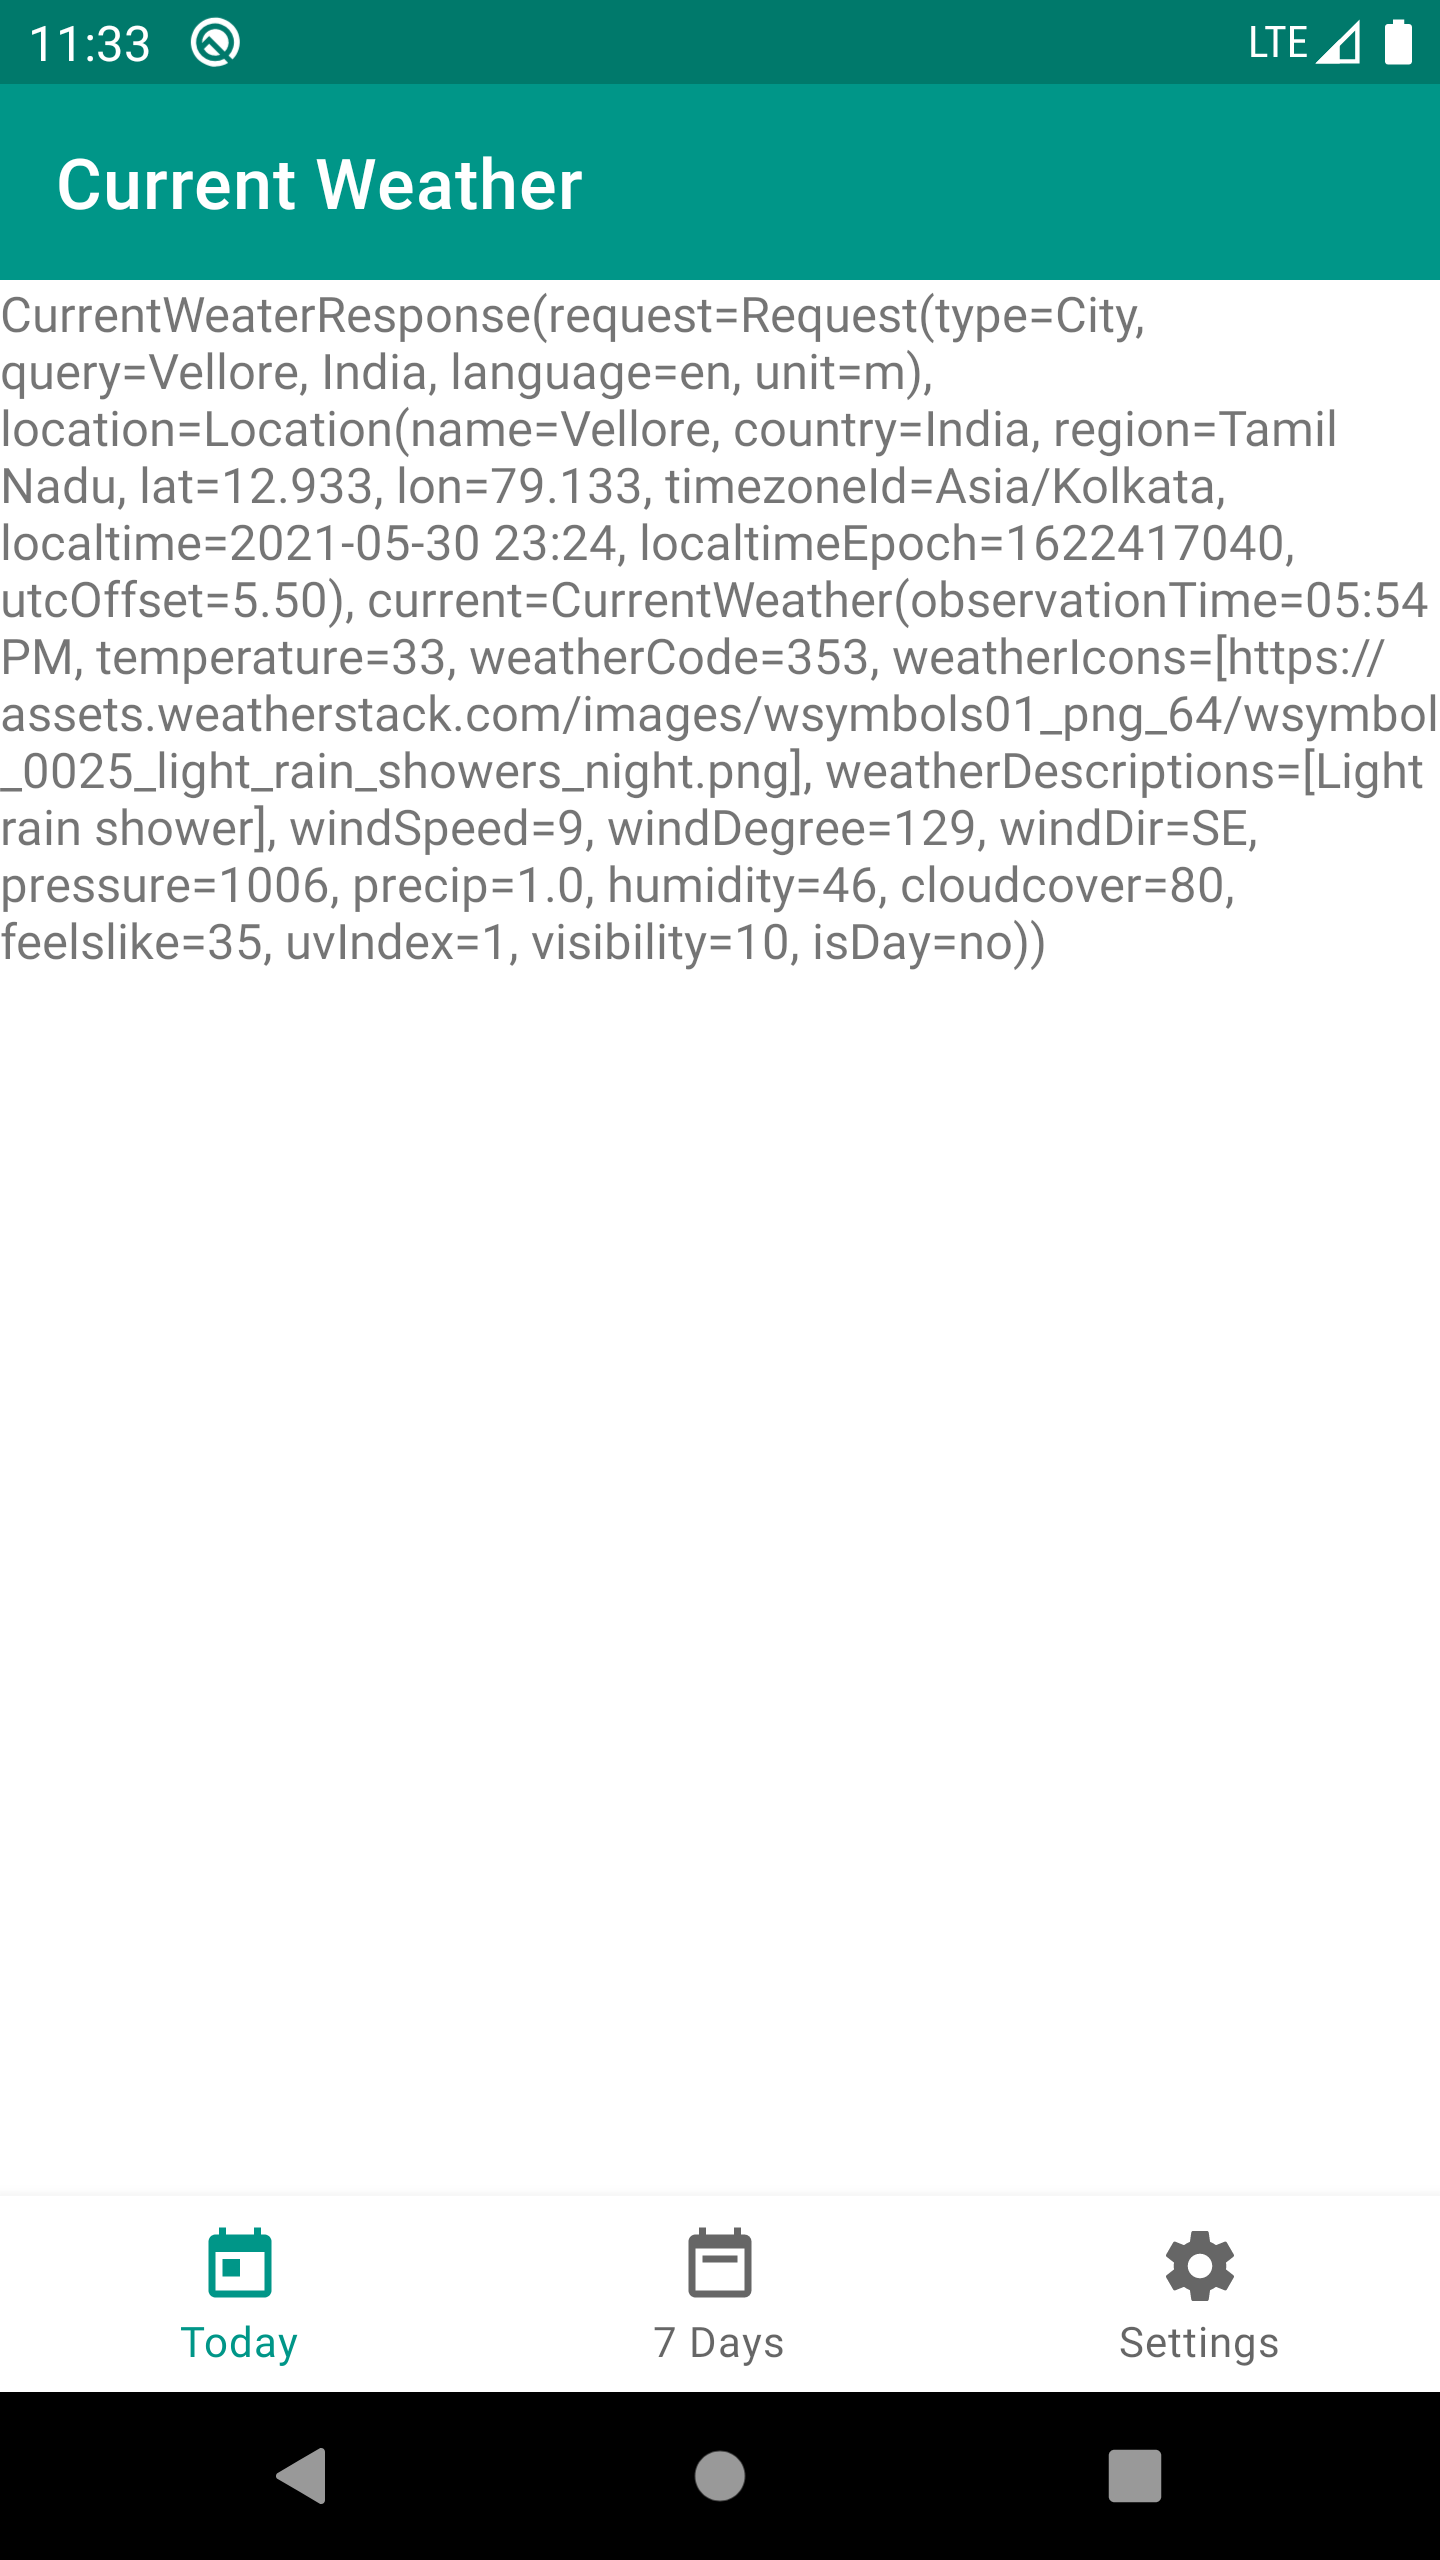 11:33
LTE
Current Weather
CurrentWeaterResponse(request=Request(type=City,
query=Vellore, India, language=en, unit=m),
location=Location(name=Vellore, country=India, region=Tamil
Nadu, lat=12.933, lon=79.133, timezoneId=Asia/Kolkata,
localtime=2021-05-30 23:24, localtimeEpoch=1622417040,
utcOffset=5.50), current=CurrentWeather(observationTime=05:54
PM, temperature=33, weatherCode=353, weatherIcons=[https://
assets.weatherstack.com/images/wsymbols01_png_64/wsymbol
_0025_light_rain_showers_night.png], weatherDescriptions=[Light
rain shower], windSpeed=9, windDegree=129, windDir=SE,
pressure=1006, precip=1.0, humidity=46, cloudcover=80,
feelslike=35, uvIndex=1, visibility=10, isDay=no))
Today
7 Days
Settings